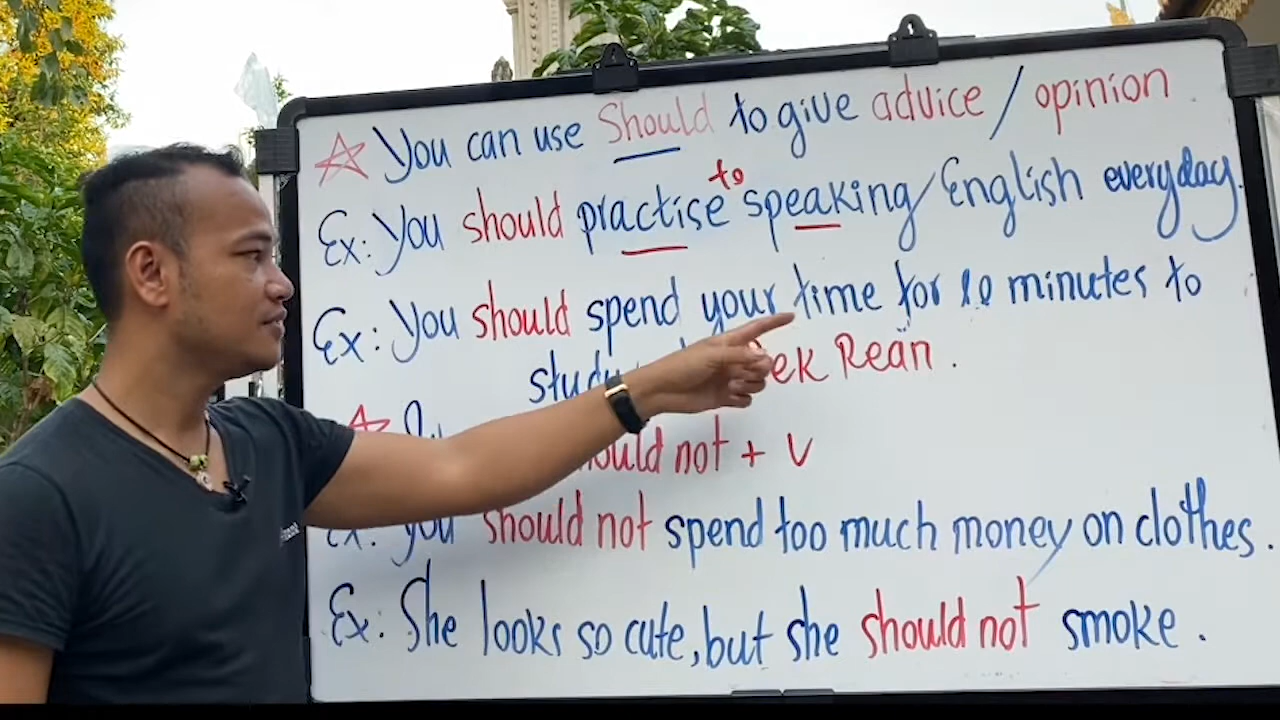 ☆ You can use Should to give advice / opinion
to
Ex: You should practise speaking / English everyday.
Ex: You should spend your time for 10 minutes to
Rean .
should not + V
Ex: you should not spend too much money on clothes.
Ex: She looks so cute, but she should not smoke.